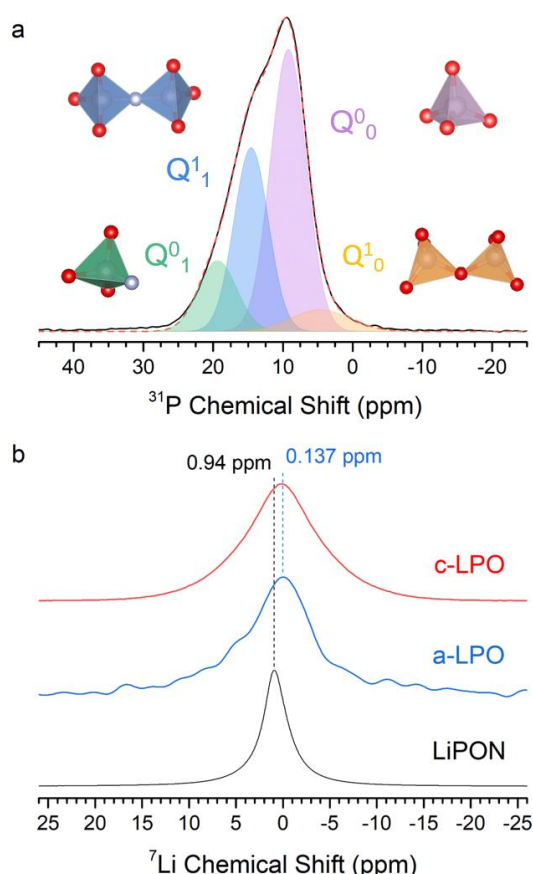 a
Q⁰₀
Q¹₁
Q⁰₁
Q¹₀
40 30 20 10 0 -10 -20
³¹P Chemical Shift (ppm)
b
0.94 ppm
0.137 ppm
c-LPO
a-LPO
LiPON
25 20 15 10 5 0 -5 -10 -15 -20 -25
⁷Li Chemical Shift (ppm)